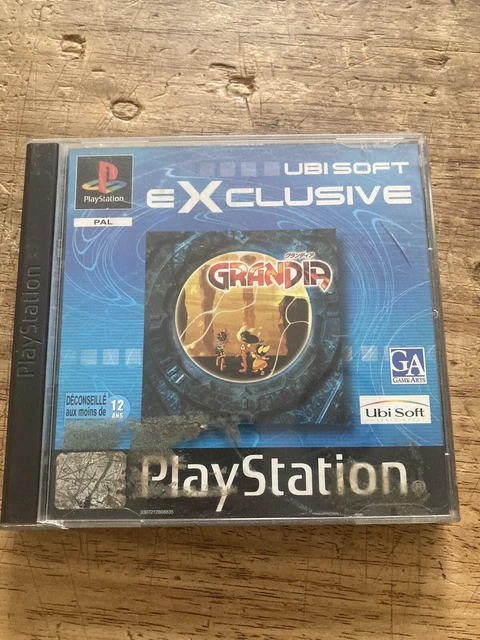 PlayStation
PAL
UBI SOFT
eXCLUSIVE
グランディア
GRANDIA
GA
GAME ARTS
DÉCONSEILLÉ
aux moins de
12
ANS
Ubi Soft
PlayStation
PlayStation